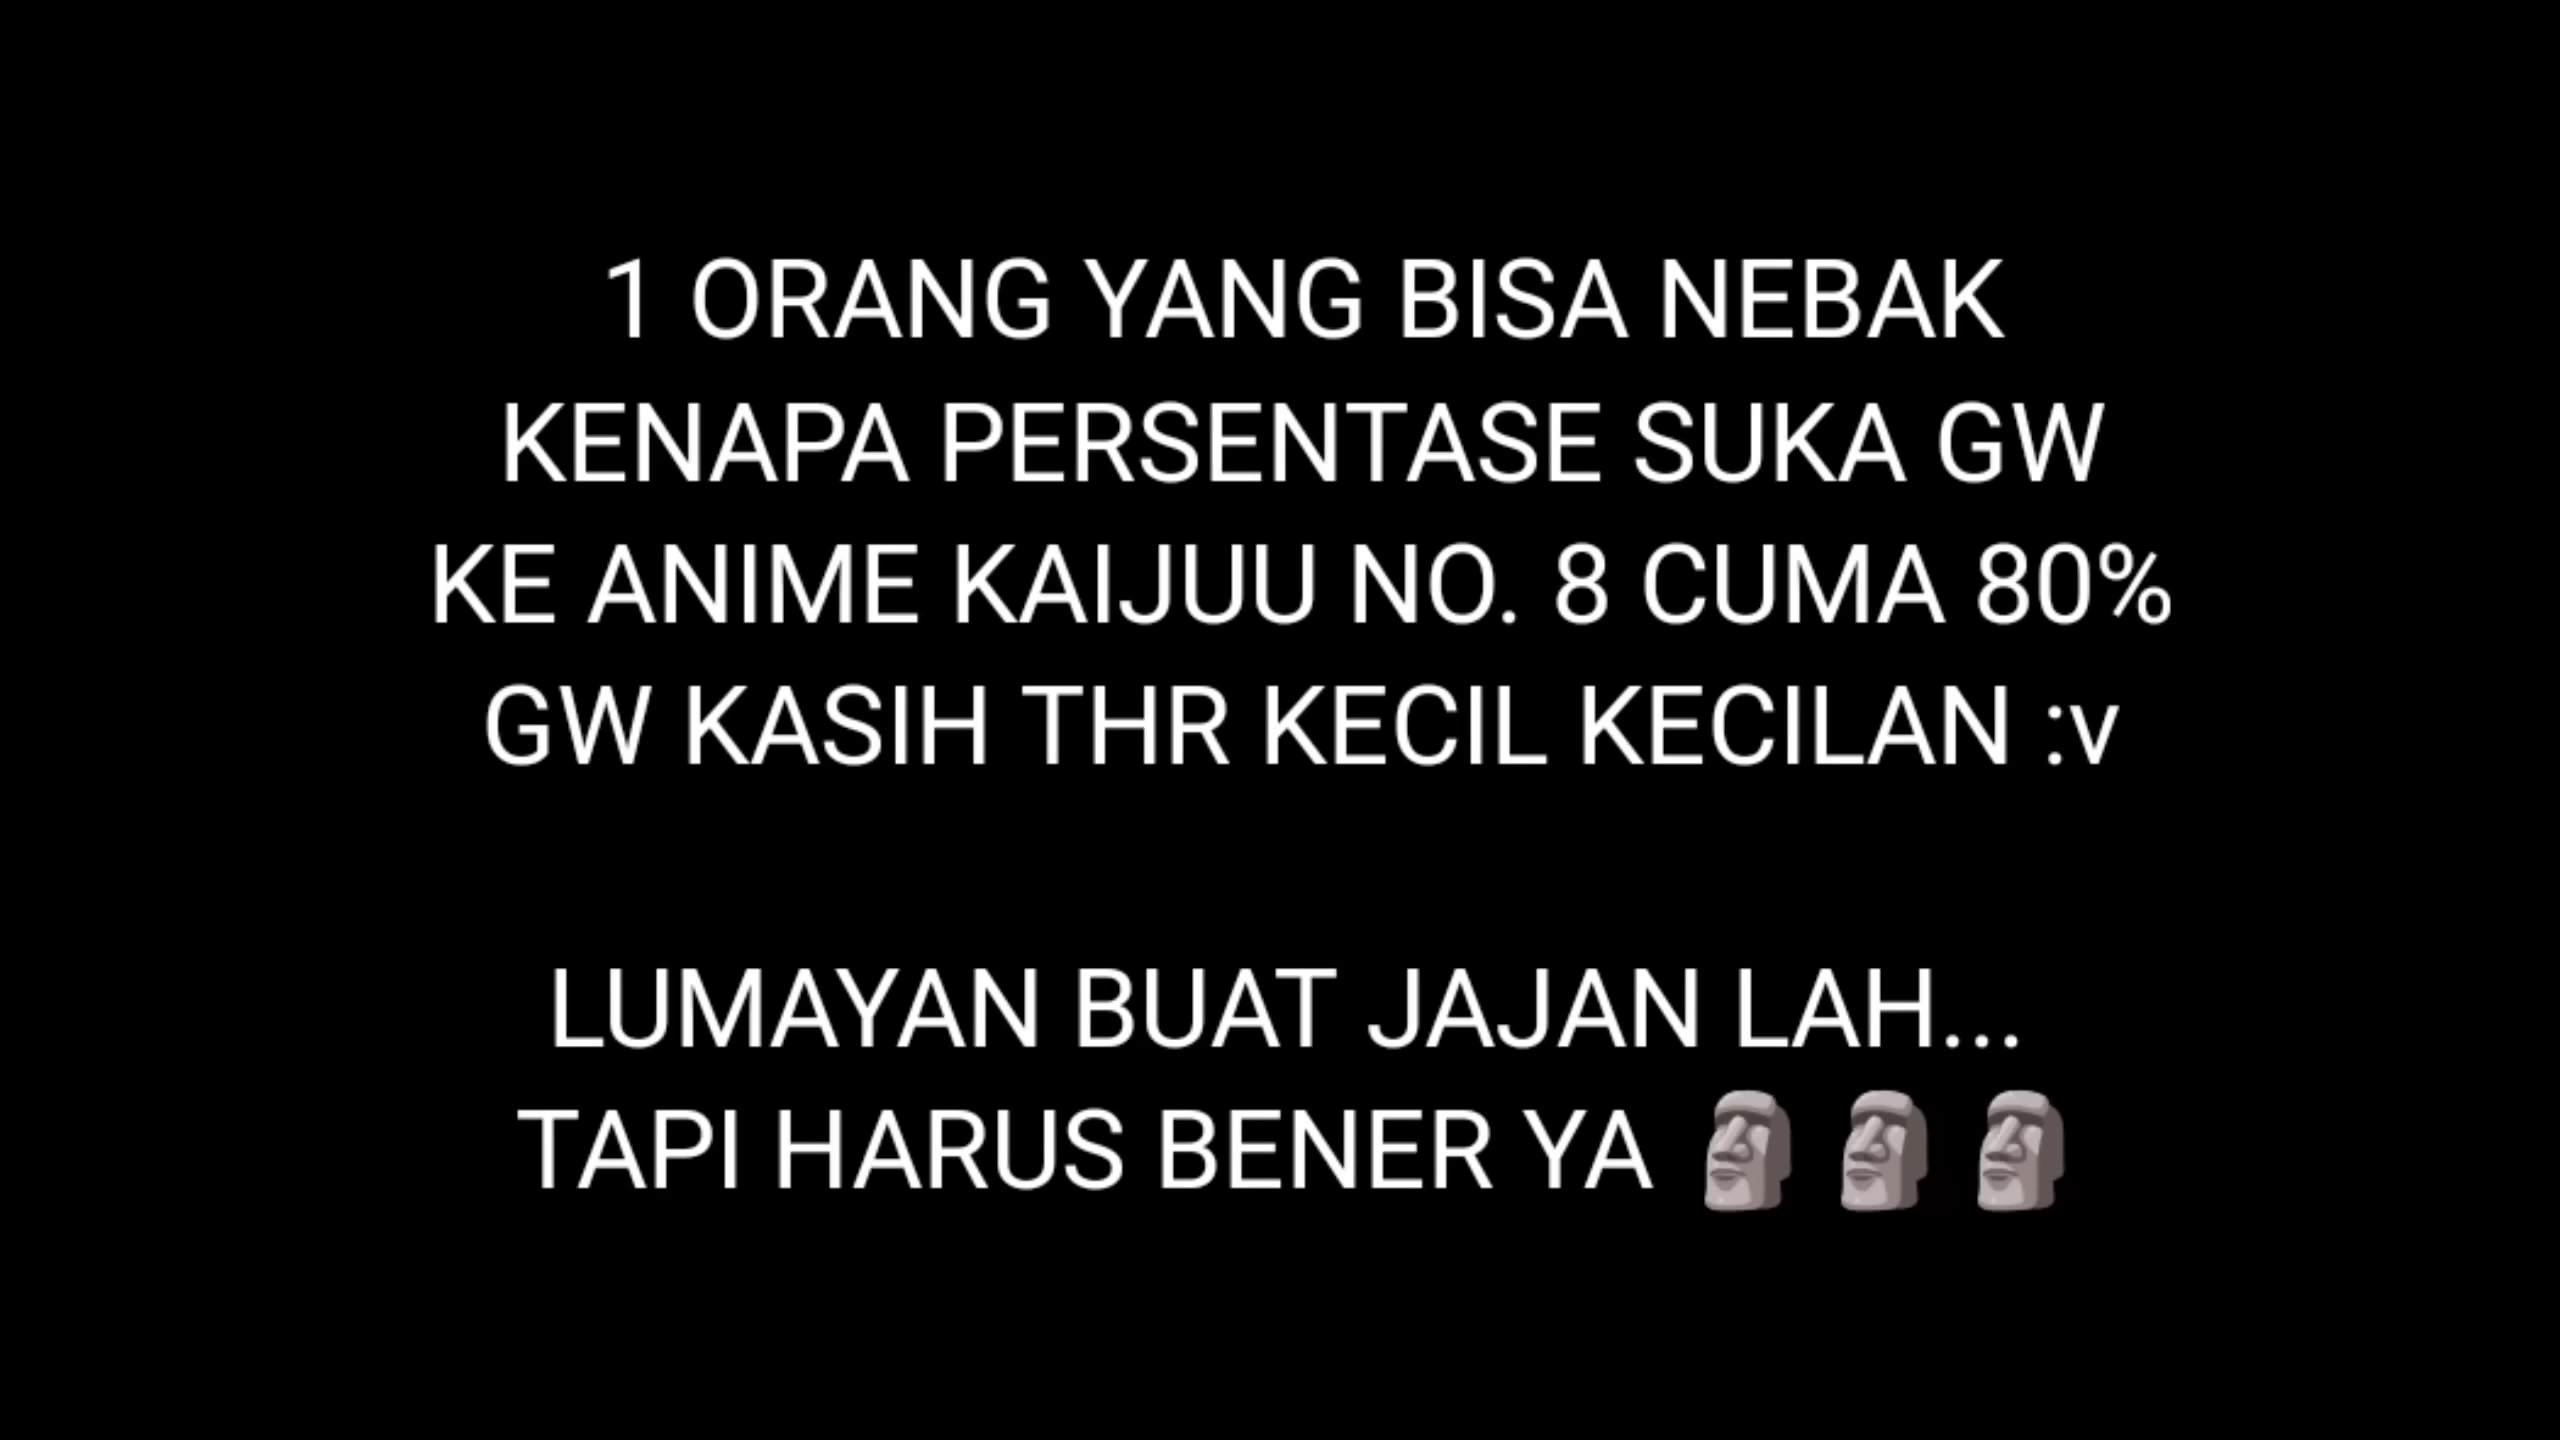 1 ORANG YANG BISA NEBAK
KENAPA PERSENTASE SUKA GW
KE ANIME KAIJUU NO. 8 CUMA 80%
GW KASIH THR KECIL KECILAN :v
LUMAYAN BUAT JAJAN LAH...
TAPI HARUS BENER YA 🗿🗿🗿